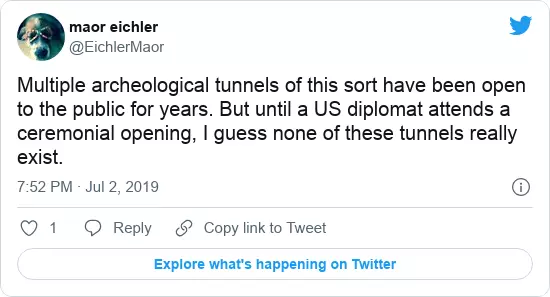 maor eichler
@EichlerMaor
Multiple archeological tunnels of this sort have been open
to the public for years. But until a US diplomat attends a
ceremonial opening, I guess none of these tunnels really
exist.
7:52 PM · Jul 2, 2019
1 Reply Copy link to Tweet
Explore what's happening on Twitter